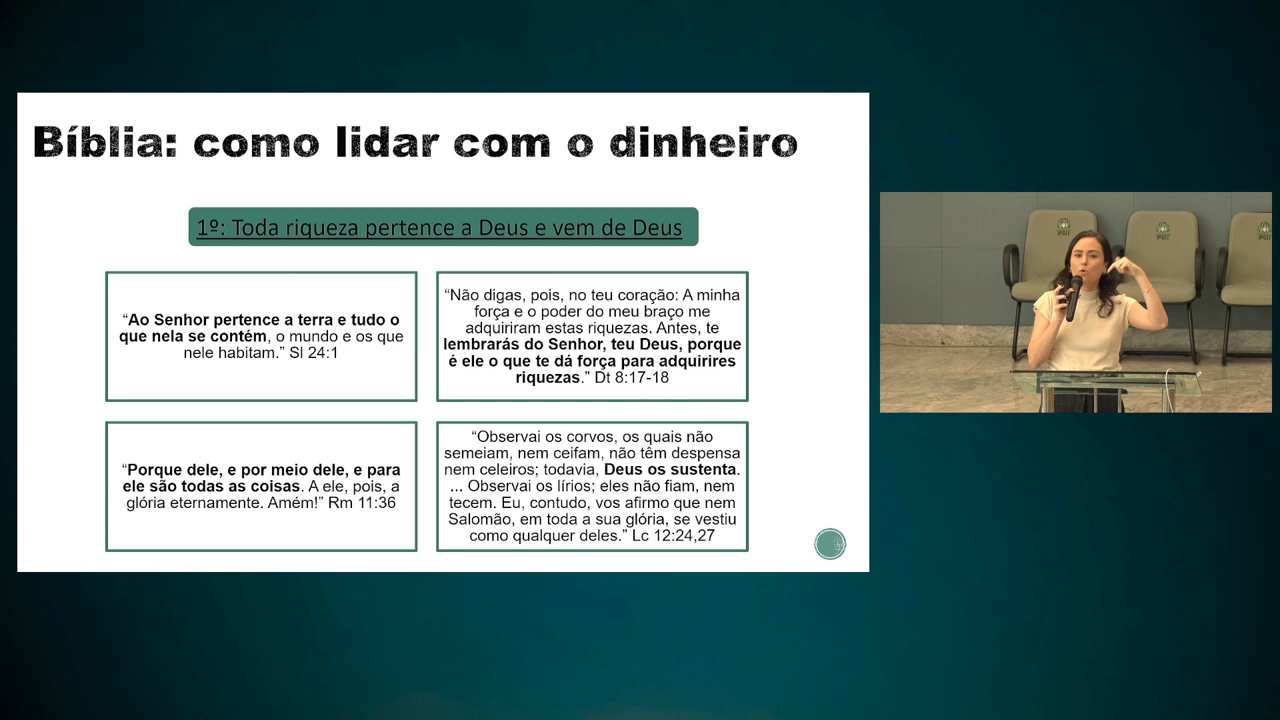 Bíblia: como lidar com o dinheiro
1º: Toda riqueza pertence a Deus e vem de Deus
“Ao Senhor pertence a terra e tudo o
que nela se contém, o mundo e os que
nele habitam.” Sl 24:1
“Não digas, pois, no teu coração: A minha
força e o poder do meu braço me
adquiriram estas riquezas. Antes, te
lembrarás do Senhor, teu Deus, porque
é ele o que te dá força para adquirires
riquezas.” Dt 8:17-18
“Porque dele, e por meio dele, e para
ele são todas as coisas. A ele, pois, a
glória eternamente. Amém!” Rm 11:36
“Observai os corvos, os quais não
semeiam, nem ceifam, não têm despensa
nem celeiros; todavia, Deus os sustenta.
... Observai os lírios; eles não fiam, nem
tecem. Eu, contudo, vos afirmo que nem
Salomão, em toda a sua glória, se vestiu
como qualquer deles.” Lc 12:24,27